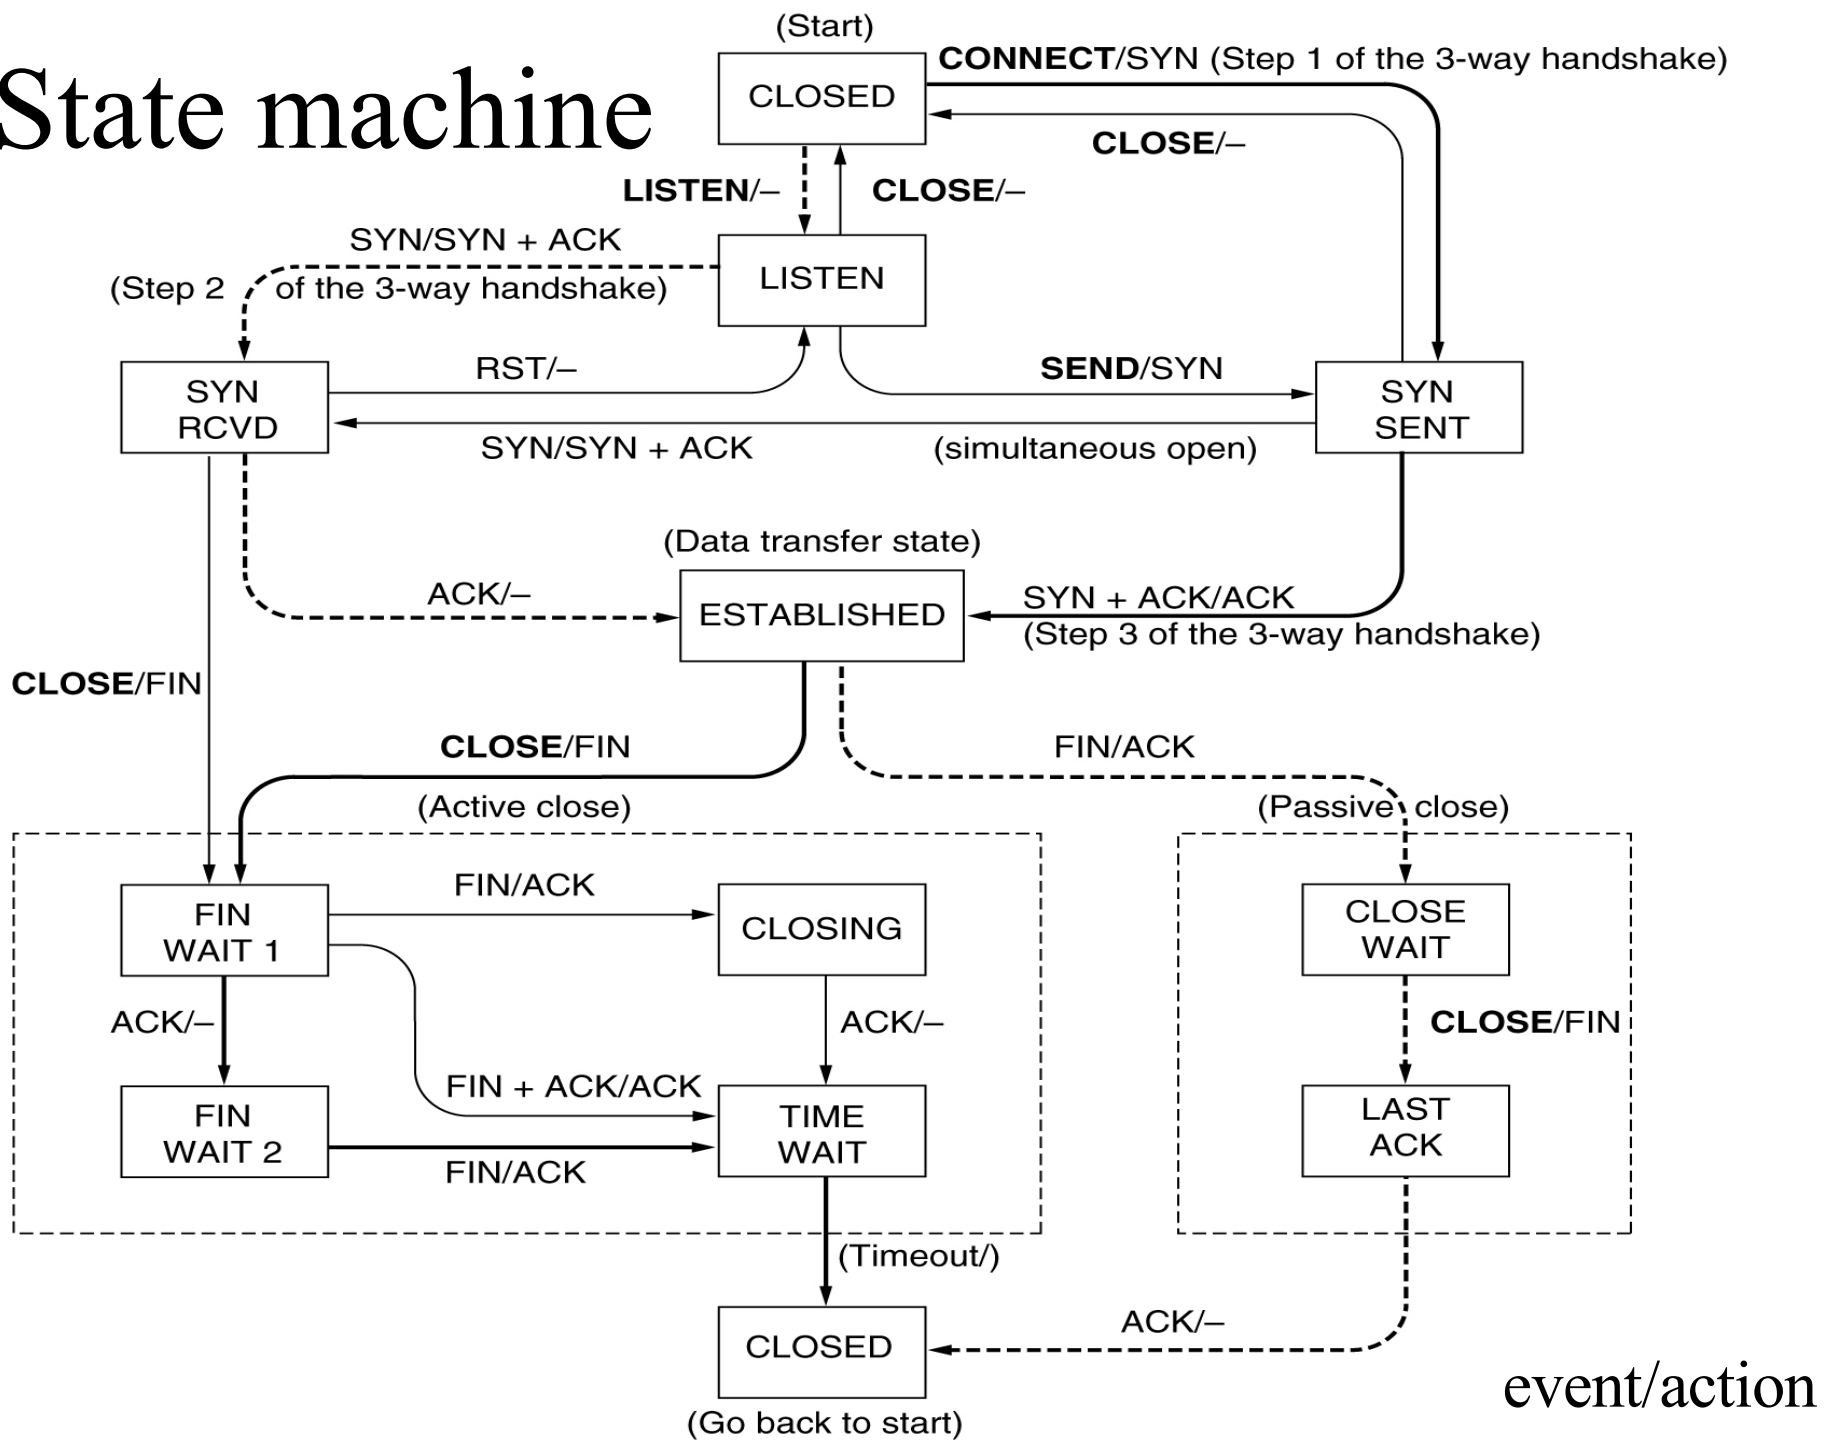 (Start)
State machine
CLOSED
CONNECT/SYN (Step 1 of the 3-way handshake)
CLOSE/–
LISTEN/–
CLOSE/–
SYN/SYN + ACK
(Step 2 of the 3-way handshake)
LISTEN
RST/–
SEND/SYN
SYN
RCVD
SYN
SENT
SYN/SYN + ACK
(simultaneous open)
(Data transfer state)
ACK/–
ESTABLISHED
SYN + ACK/ACK
(Step 3 of the 3-way handshake)
CLOSE/FIN
CLOSE/FIN
FIN/ACK
(Active close)
(Passive close)
FIN
WAIT 1
FIN/ACK
CLOSING
CLOSE
WAIT
ACK/–
ACK/–
CLOSE/FIN
FIN + ACK/ACK
FIN
WAIT 2
TIME
WAIT
LAST
ACK
FIN/ACK
(Timeout/)
ACK/–
CLOSED
event/action
(Go back to start)